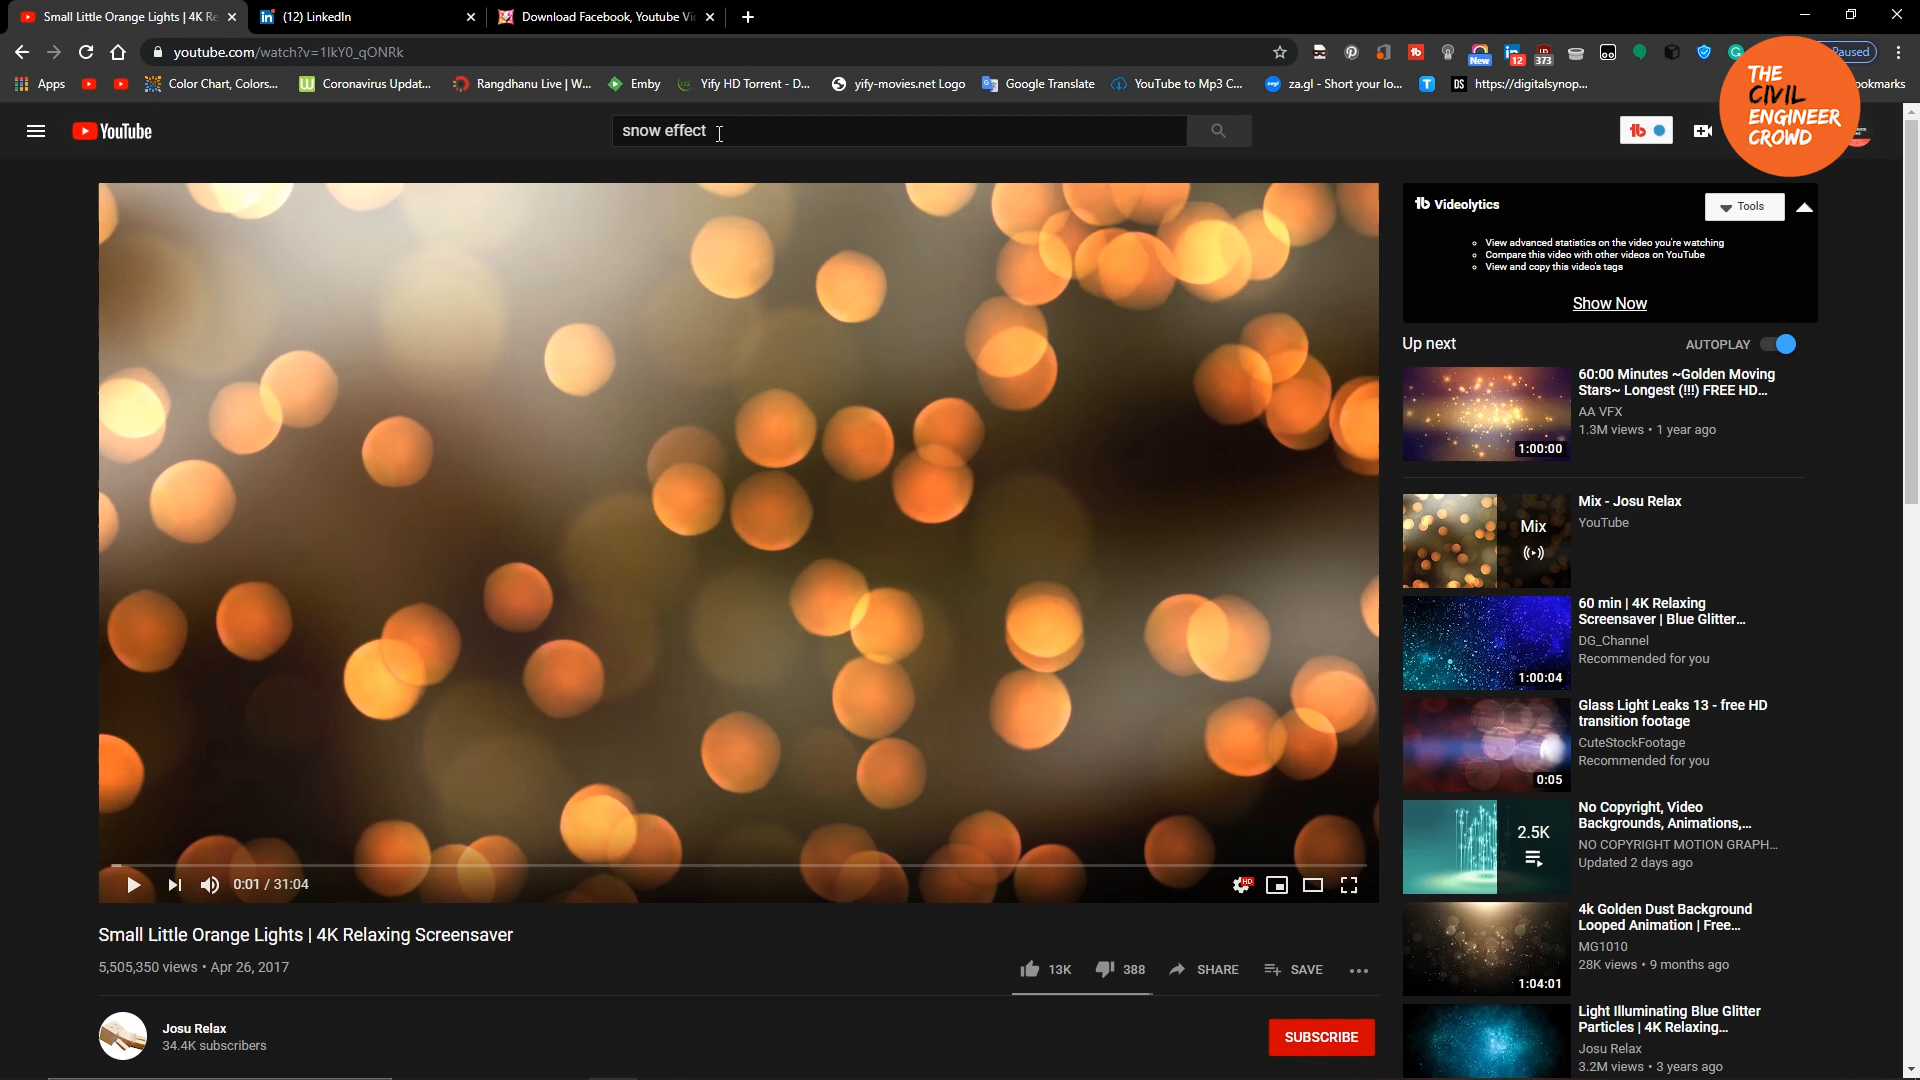 Small Little Orange Lights | 4K Re
(12) LinkedIn
Download Facebook, Youtube Vi
youtube.com/watch?v=1lkY0_qONRk
New
12
373
Paused
Apps
Color Chart, Colors...
Coronavirus Updat...
Rangdhanu Live | W...
Emby
Yify HD Torrent - D...
yify-movies.net Logo
Google Translate
YouTube to Mp3 C...
za.gl - Short your lo...
https://digitalsynop...
ookmarks
THE
CIVIL
ENGINEER
CROWD
YouTube
snow effect
Videolytics
Tools
View advanced statistics on the video you're watching
Compare this video with other videos on YouTube
View and copy this video's tags
Show Now
Up next
AUTOPLAY
60:00 Minutes ~Golden Moving
Stars~ Longest (!!!) FREE HD...
AA VFX
1.3M views • 1 year ago
1:00:00
Mix - Josu Relax
YouTube
Mix
60 min | 4K Relaxing
Screensaver | Blue Glitter...
DG_Channel
Recommended for you
1:00:04
Glass Light Leaks 13 - free HD
transition footage
CuteStockFootage
Recommended for you
0:05
No Copyright, Video
Backgrounds, Animations,...
NO COPYRIGHT MOTION GRAPH...
Updated 2 days ago
2.5K
4k Golden Dust Background
Looped Animation | Free...
MG1010
28K views • 9 months ago
1:04:01
Light Illuminating Blue Glitter
Particles | 4K Relaxing...
Josu Relax
3.2M views • 3 years ago
0:01 / 31:04
HD
Small Little Orange Lights | 4K Relaxing Screensaver
5,505,350 views • Apr 26, 2017
13K
388
SHARE
SAVE
Josu Relax
34.4K subscribers
SUBSCRIBE